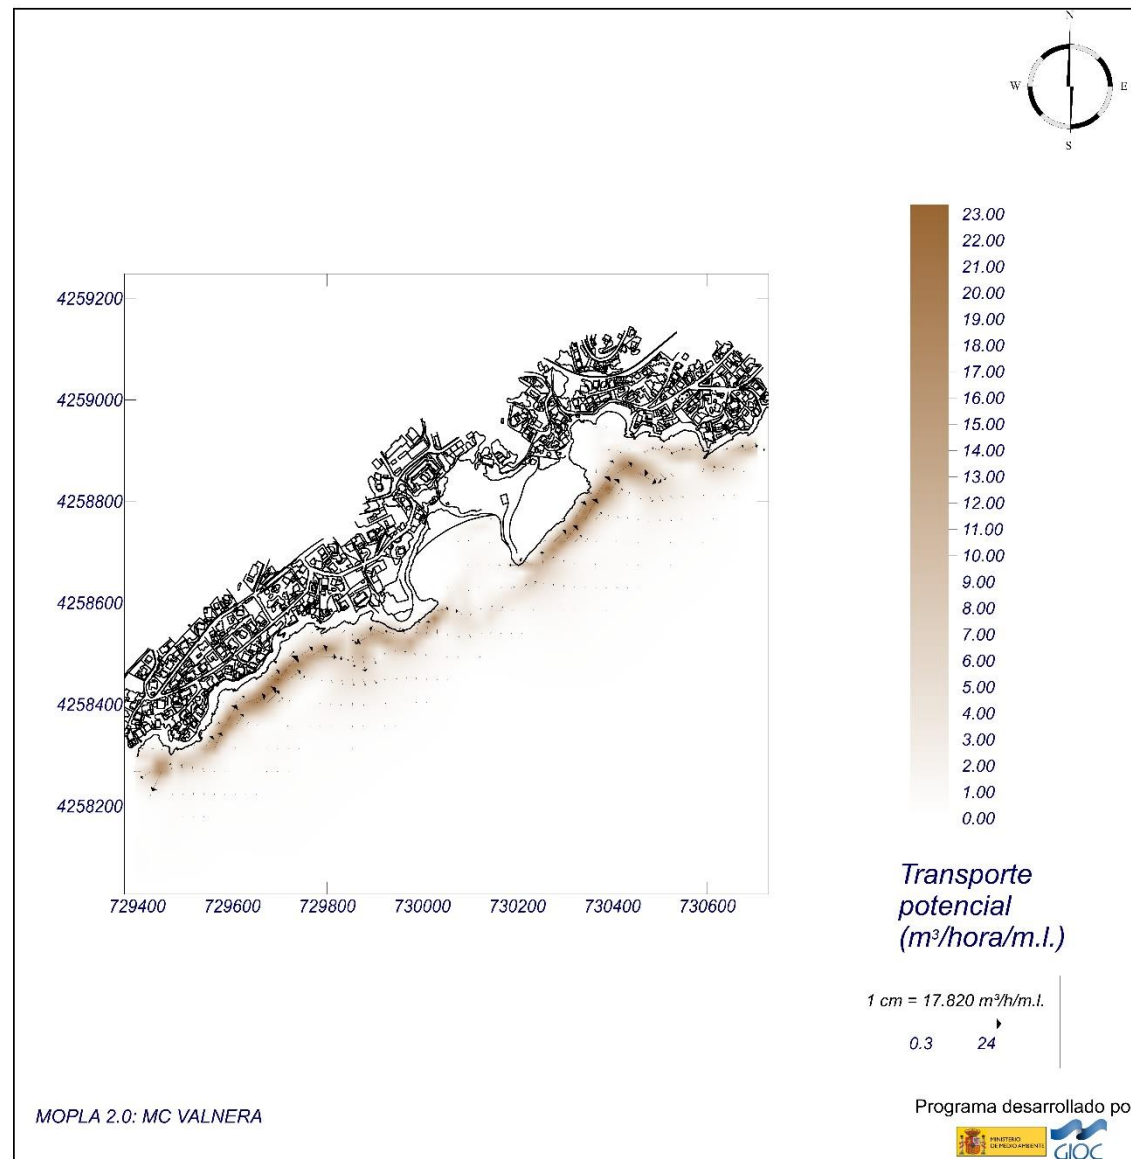 N
W
E
S
23.00
22.00
21.00
20.00
19.00
18.00
17.00
16.00
15.00
14.00
13.00
12.00
11.00
10.00
9.00
8.00
7.00
6.00
5.00
4.00
3.00
2.00
1.00
0.00
4259200
4259000
4258800
4258600
4258400
4258200
729400 729600 729800 730000 730200 730400 730600
Transporte
potencial
(m³/hora/m.l.)
1 cm = 17.820 m³/h/m.l.
0.3 24
MOPLA 2.0: MC VALNERA
Programa desarrollado po
MINISTERIO
DE MEDIO AMBIENTE
GIOC